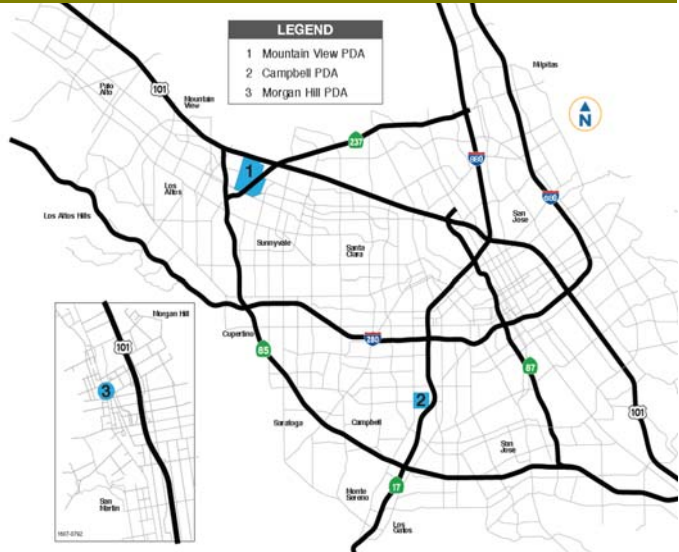 LEGEND
1 Mountain View PDA
2 Campbell PDA
3 Morgan Hill PDA
Milpitas
Palo
Alto
101
Mountain
View
N
237
880
1
680
Los
Altos
Los Altos Hills
San
Jose
Sunnyvale
Santa
Clara
Morgan Hill
101
Cupertino
280
85
87
3
2
101
Saratoga
Campbell
San
Jose
Monte
Sereno
17
San
Martin
Los
Gatos